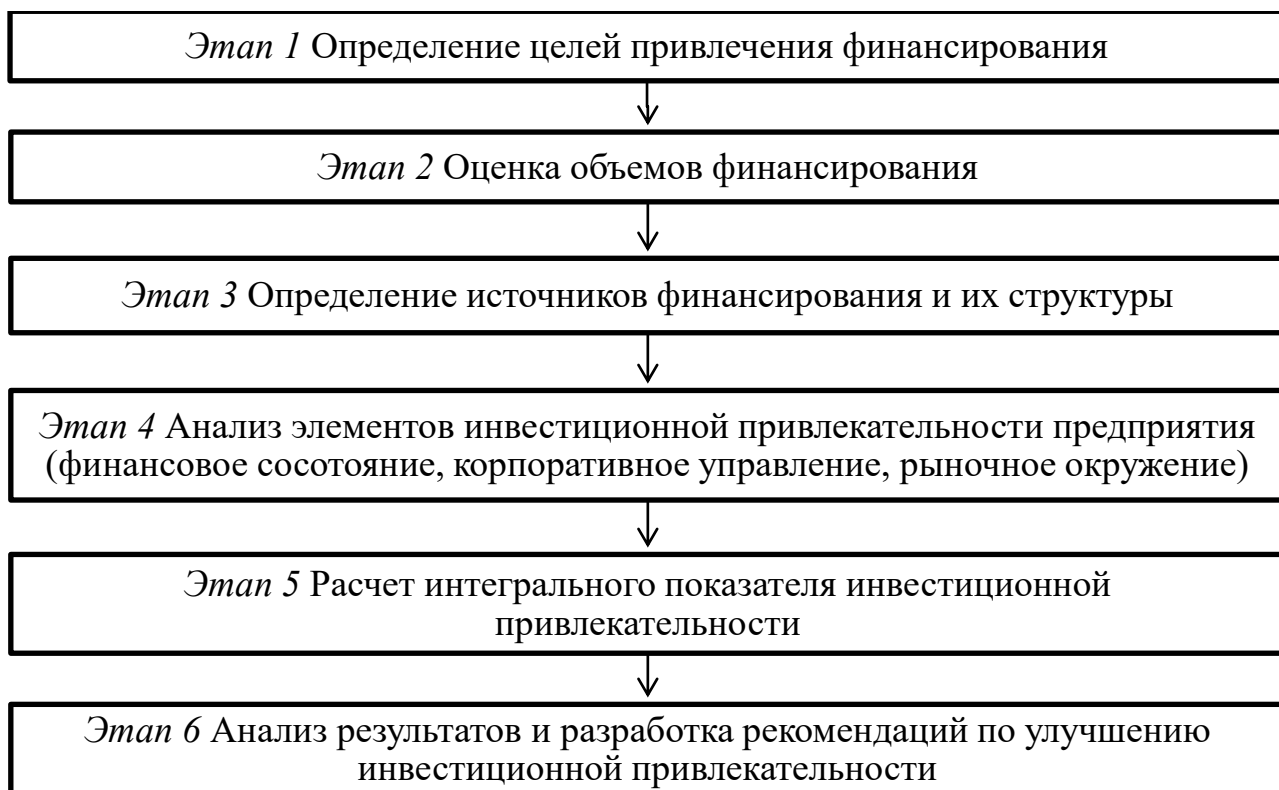 Этап 1 Определение целей привлечения финансирования
Этап 2 Оценка объемов финансирования
Этап 3 Определение источников финансирования и их структуры
Этап 4 Анализ элементов инвестиционной привлекательности предприятия
(финансовое сосотояние, корпоративное управление, рыночное окружение)
Этап 5 Расчет интегрального показателя инвестиционной
привлекательности
Этап 6 Анализ результатов и разработка рекомендаций по улучшению
инвестиционной привлекательности